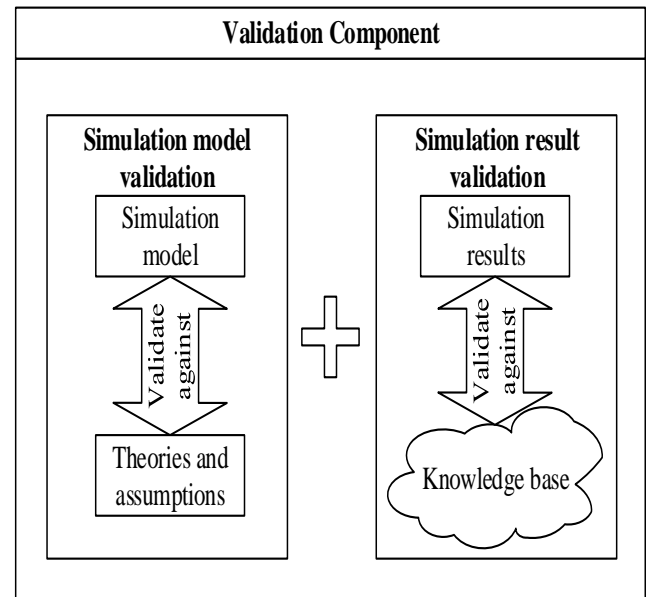 Validation Component
Simulation model
validation
Simulation
model
Validate
against
Theories and
assumptions
Simulation result
validation
Simulation
results
Validate
against
Knowledge base